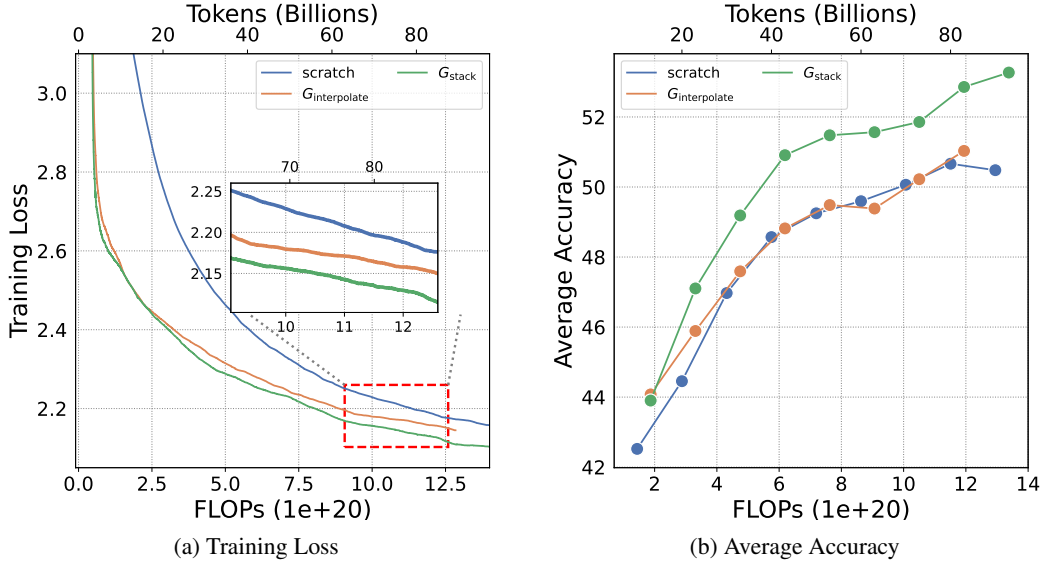 Tokens (Billions)
0 20 40 60 80
Training Loss
3.0
2.8
2.6
2.4
2.2
scratch
G_interpolate
G_stack
70 80
2.25
2.20
2.15
10 11 12
0.0 2.5 5.0 7.5 10.0 12.5
FLOPs (1e+20)
(a) Training Loss
Tokens (Billions)
20 40 60 80
Average Accuracy
52
50
48
46
44
42
scratch
G_interpolate
G_stack
2 4 6 8 10 12 14
FLOPs (1e+20)
(b) Average Accuracy